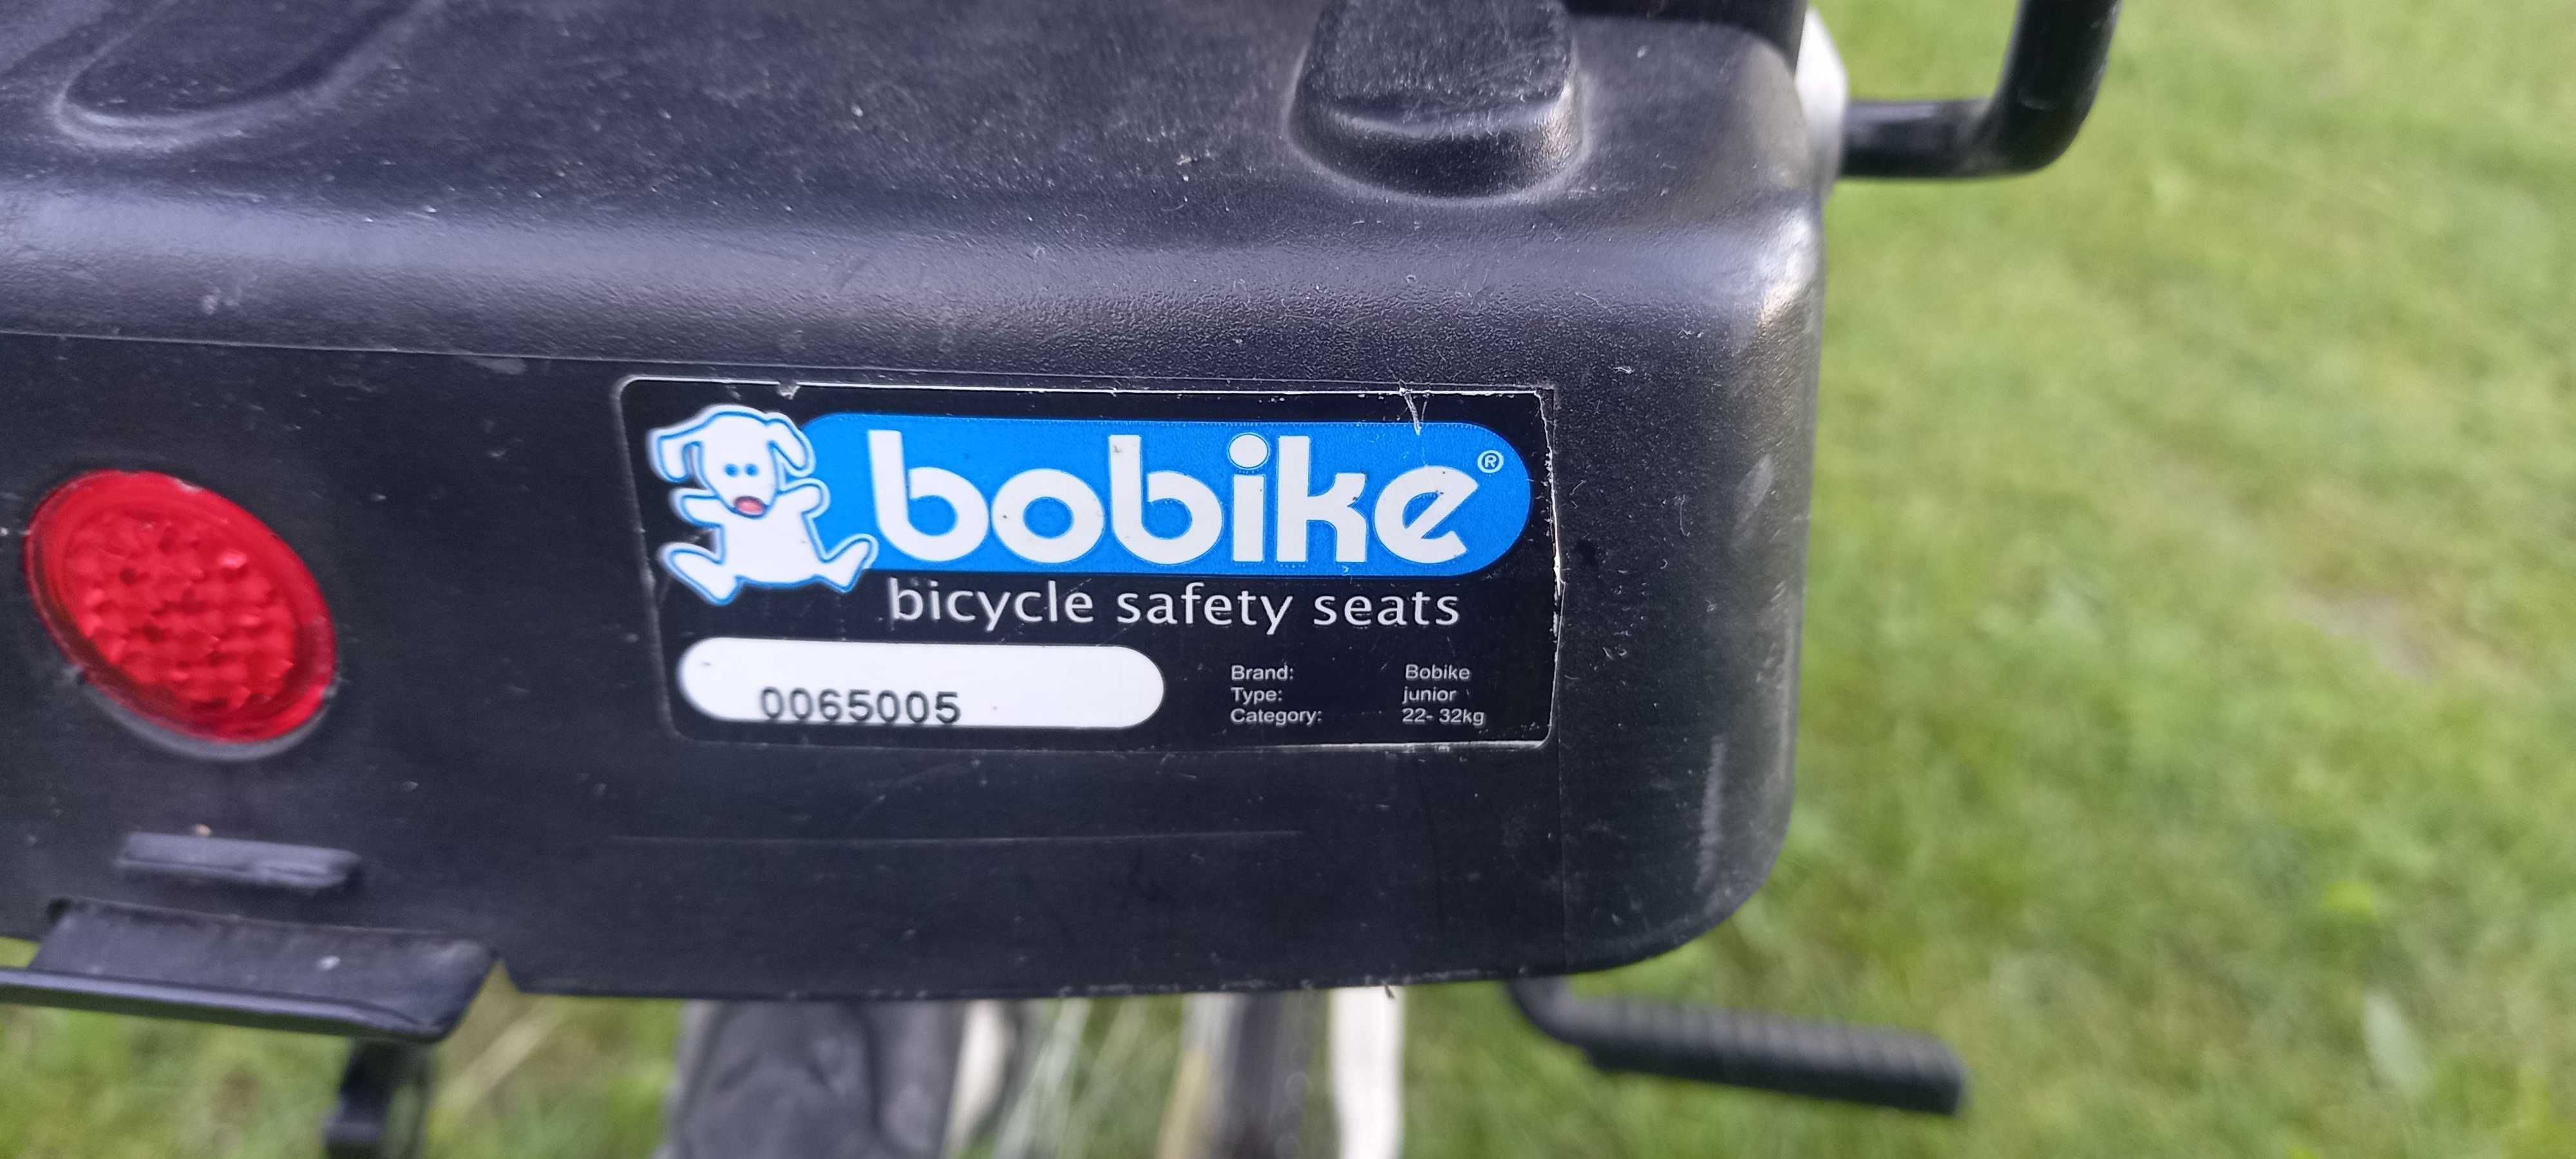 bobike®
bicycle safety seats
0065005
Brand: Bobike
Type: junior
Category: 22- 32kg